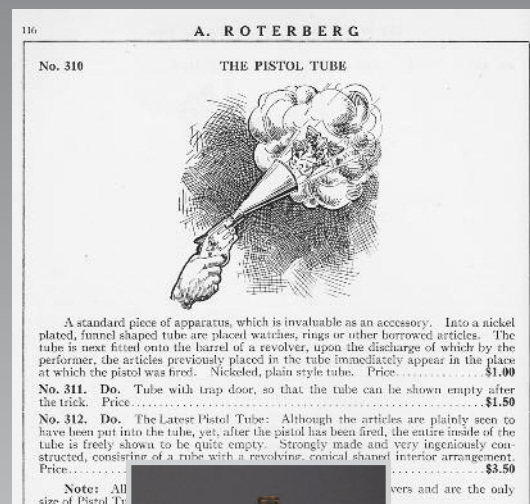 116
A. ROTERBERG
No. 310 THE PISTOL TUBE
A standard piece of apparatus, which is invaluable as an accessory. Into a nickel
plated, funnel shaped tube are placed watches, rings or other borrowed articles. The
tube is next fitted onto the barrel of a revolver, upon the discharge of which by the
performer, the articles previously placed in the tube immediately appear in the place
at which the pistol was fired. Nickeled, plain style tube. Price....................$1.00
No. 311. Do. Tube with trap door, so that the tube can be shown empty after
the trick. Price..............................................................$1.50
No. 312. Do. The Latest Pistol Tube: Although the articles are plainly seen to
have been put into the tube, yet, after the pistol has been fired, the entire inside of the
tube is freely shown to be quite empty. Strongly made and very ingeniously con-
structed, consisting of a tube with a revolving, conical shaped interior arrangement.
Price.........................................................................$3.50
Note: All vers and are the only
size of Pistol Tu